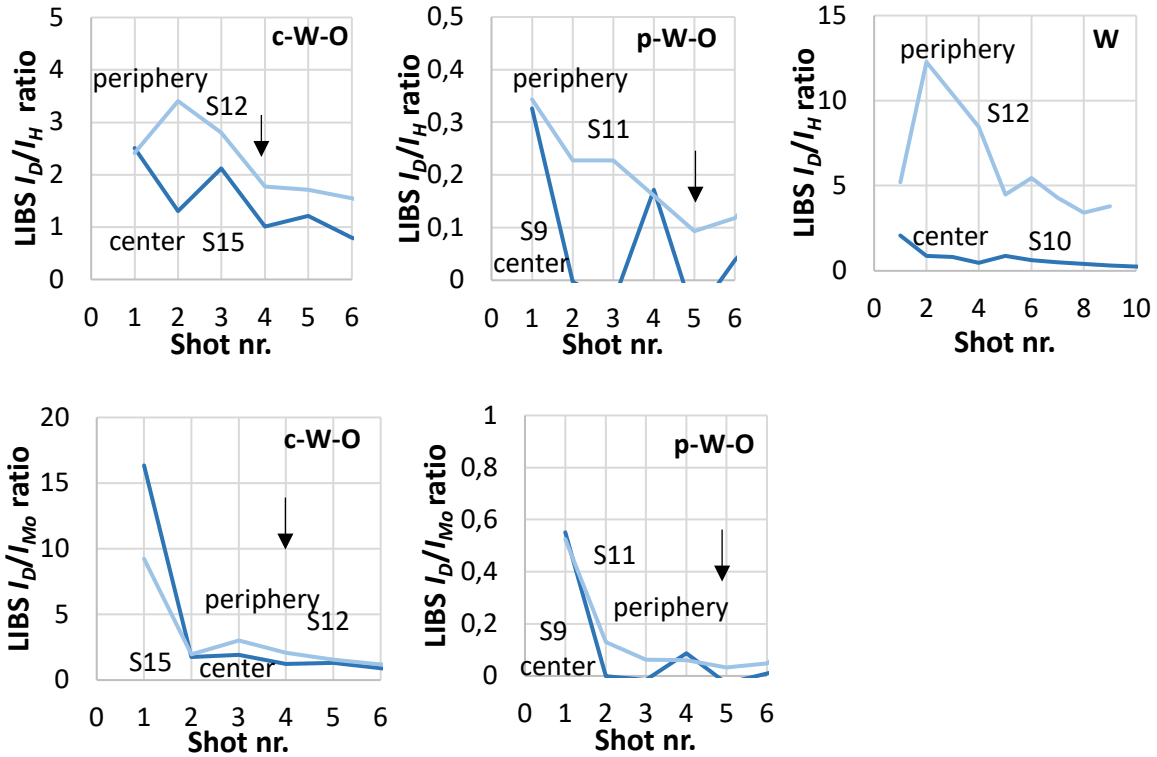 LIBS I_D/I_H ratio
5
4
3
2
1
0
c-W-O
periphery
S12
center
S15
0 1 2 3 4 5 6
Shot nr.
LIBS I_D/I_H ratio
0,5
0,4
0,3
0,2
0,1
0
p-W-O
periphery
S11
S9
center
0 1 2 3 4 5 6
Shot nr.
LIBS I_D/I_H ratio
15
10
5
0
W
periphery
S12
center
S10
0 2 4 6 8 10
Shot nr.
LIBS I_D/I_Mo ratio
20
15
10
5
0
c-W-O
periphery
S12
S15
center
0 1 2 3 4 5 6
Shot nr.
LIBS I_D/I_Mo ratio
1
0,8
0,6
0,4
0,2
0
p-W-O
S11
periphery
S9
center
0 1 2 3 4 5 6
Shot nr.